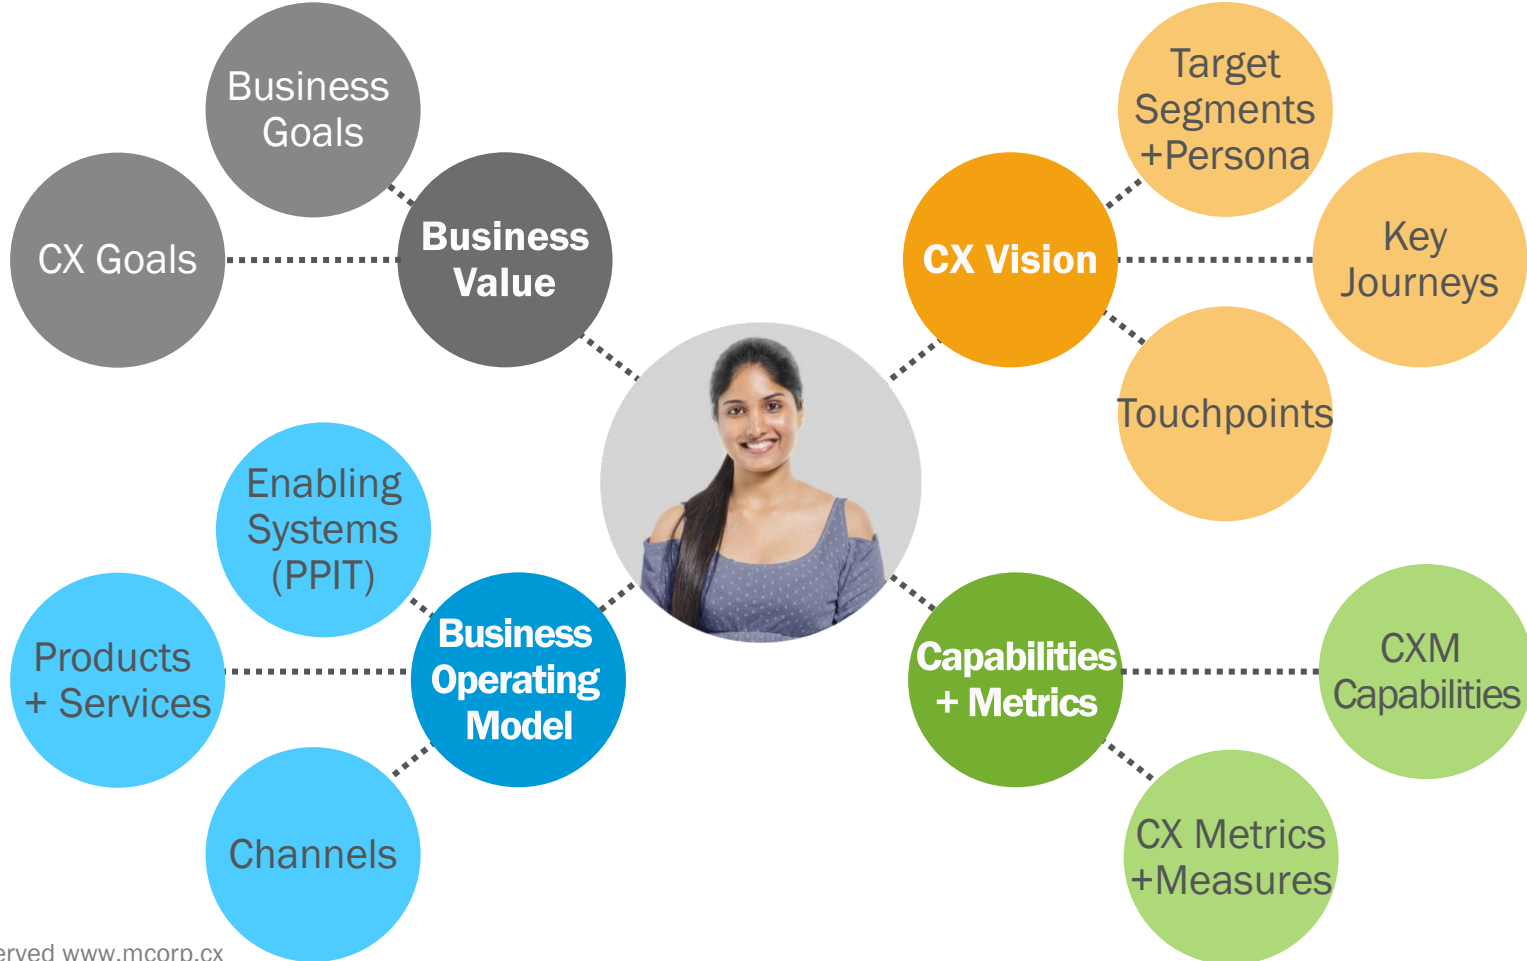 Business
Goals
CX Goals
Business
Value
Target
Segments
+Persona
CX Vision
Key
Journeys
Touchpoints
Enabling
Systems
(PPIT)
Products
+ Services
Business
Operating
Model
Channels
Capabilities
+ Metrics
CXM
Capabilities
CX Metrics
+Measures
www.mcorp.cx